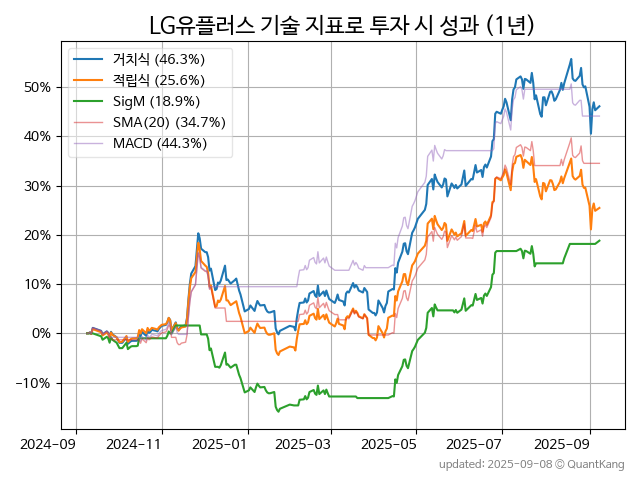 LG유플러스 기술 지표로 투자 시 성과 (1년)
거치식 (46.3%)
적립식 (25.6%)
SigM (18.9%)
SMA(20) (34.7%)
MACD (44.3%)
50%
40%
30%
20%
10%
0%
−10%
2024-09 2024-11 2025-01 2025-03 2025-05 2025-07 2025-09
updated: 2025-09-08 © QuantKang